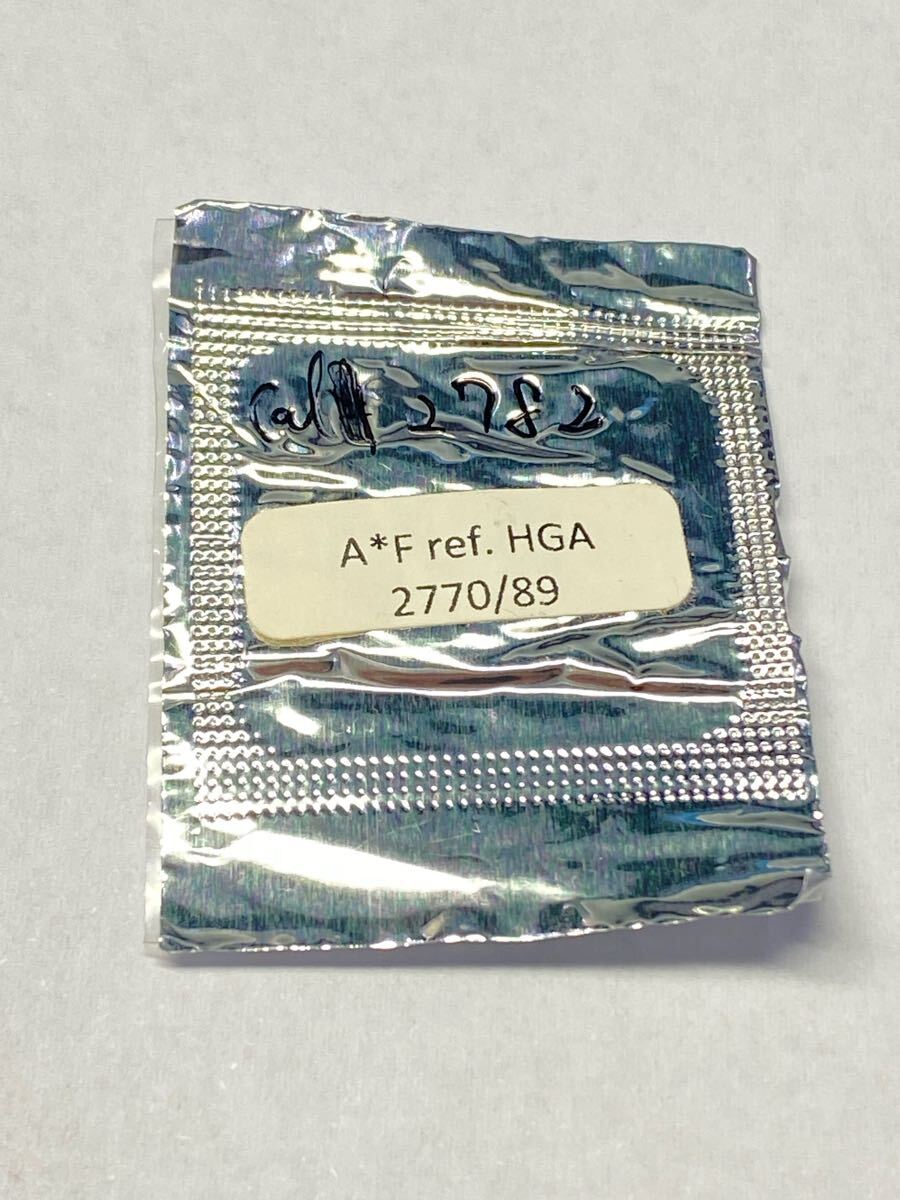 Cal 2782
A*F ref. HGA
2770/89